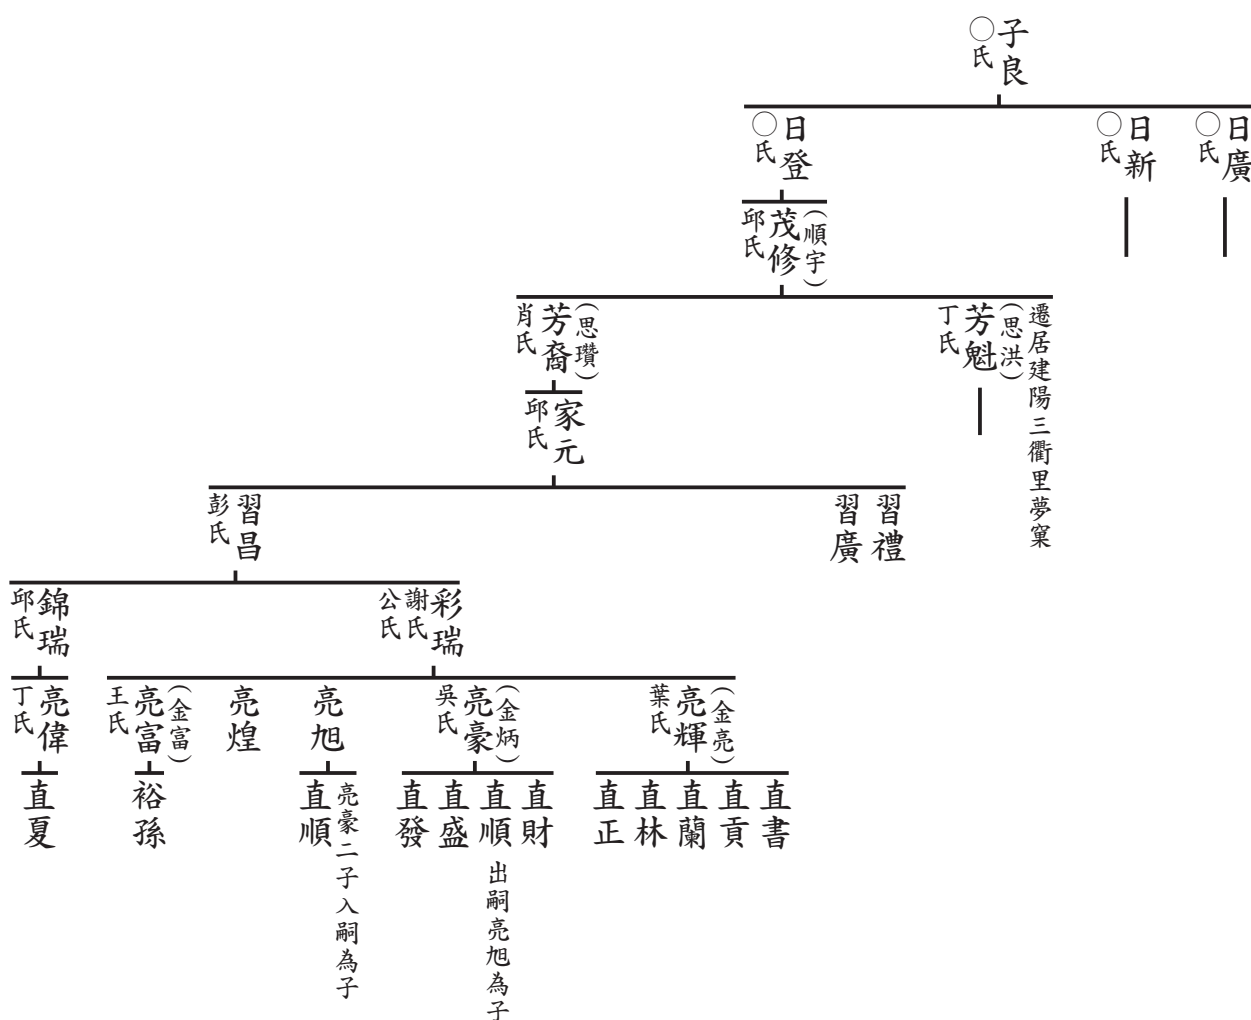 子良
○氏
日廣
○氏
日新
○氏
日登
○氏
(順宇)
茂修
邱氏
遷居建陽三衢里夢窠
(思洪)
芳魁
丁氏
(思瓚)
芳裔
肖氏
家元
邱氏
習禮
習廣
習昌
彭氏
彩瑞
謝氏
公氏
錦瑞
邱氏
(金亮)
亮輝
葉氏
(金炳)
亮豪
吳氏
亮旭
亮煌
(金富)
亮富
王氏
亮偉
丁氏
直書
直貢
直蘭
直林
直正
直財
直順
出嗣亮旭為子
直盛
直發
亮豪二子入嗣為子
直順
裕孫
直夏